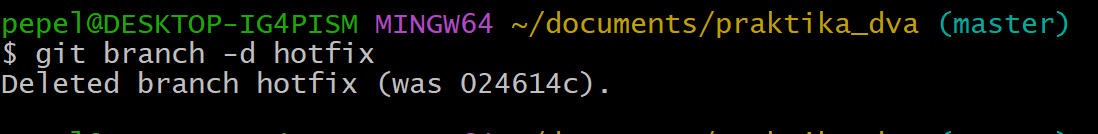 pepel@DESKTOP-IG4PISM MINGW64 ~/documents/praktika_dva (master)
$ git branch -d hotfix
Deleted branch hotfix (was 024614c).